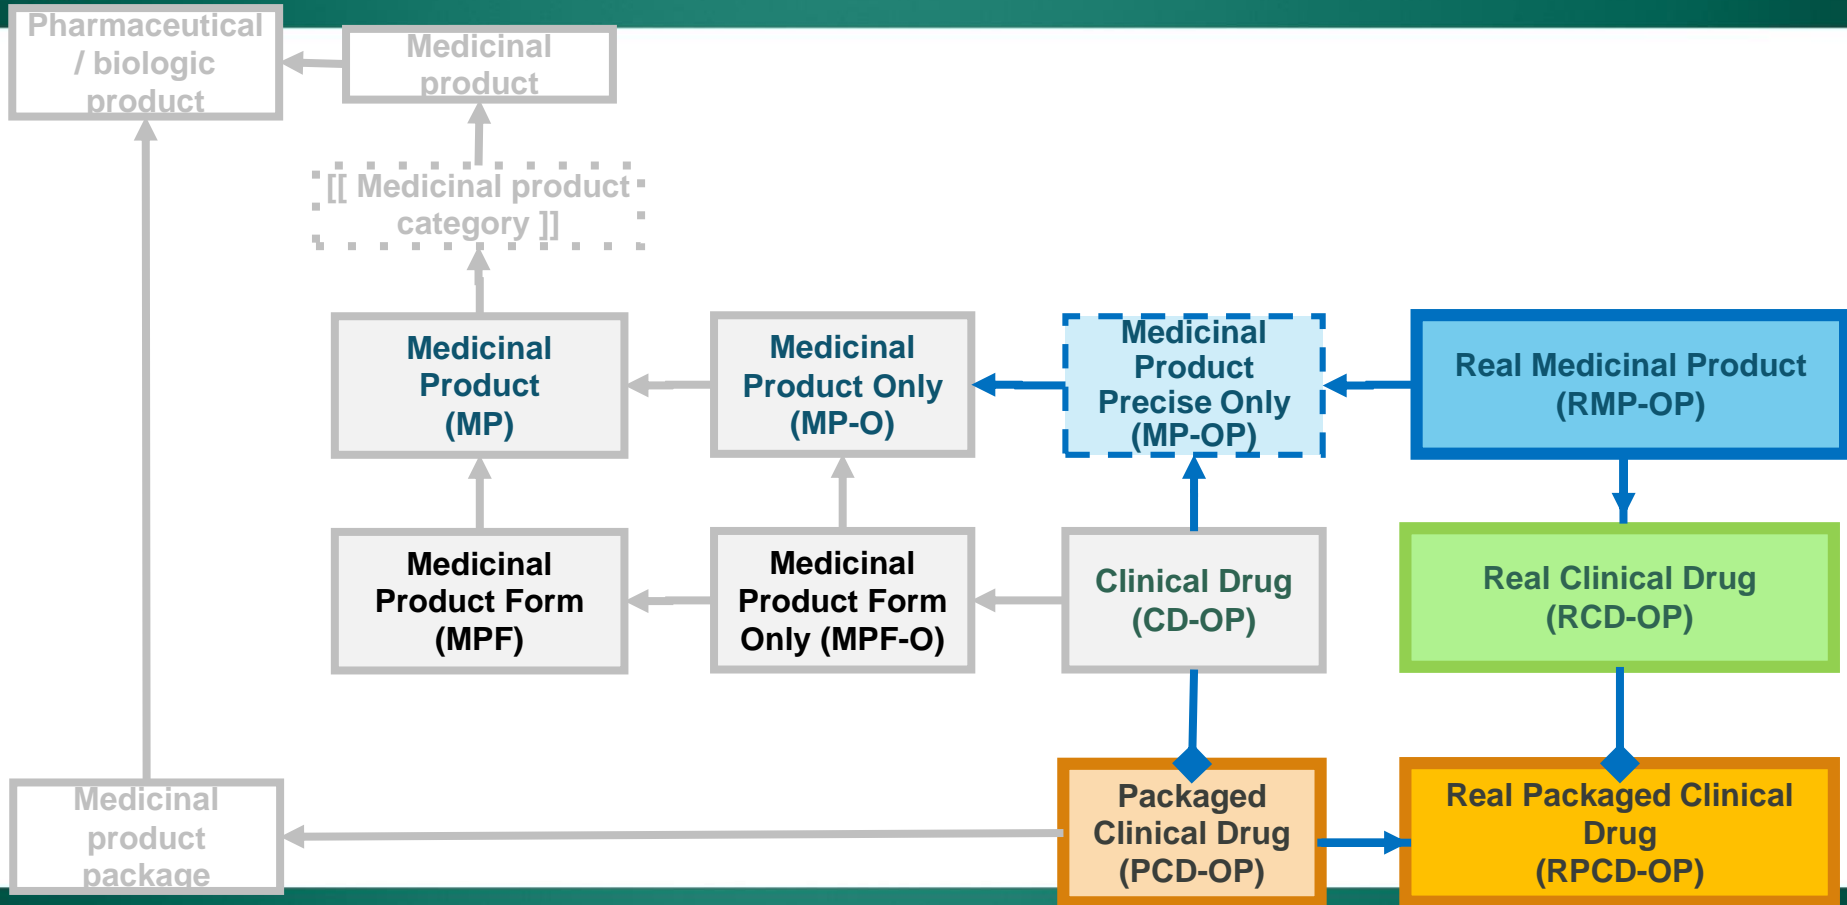 Pharmaceutical
/ biologic
product
Medicinal
product
[[ Medicinal product
category ]]
Medicinal
Product
(MP)
Medicinal
Product Only
(MP-O)
Medicinal
Product
Precise Only
(MP-OP)
Real Medicinal Product
(RMP-OP)
Medicinal
Product Form
(MPF)
Medicinal
Product Form
Only (MPF-O)
Clinical Drug
(CD-OP)
Real Clinical Drug
(RCD-OP)
Medicinal
product
package
Packaged
Clinical Drug
(PCD-OP)
Real Packaged Clinical
Drug
(RPCD-OP)